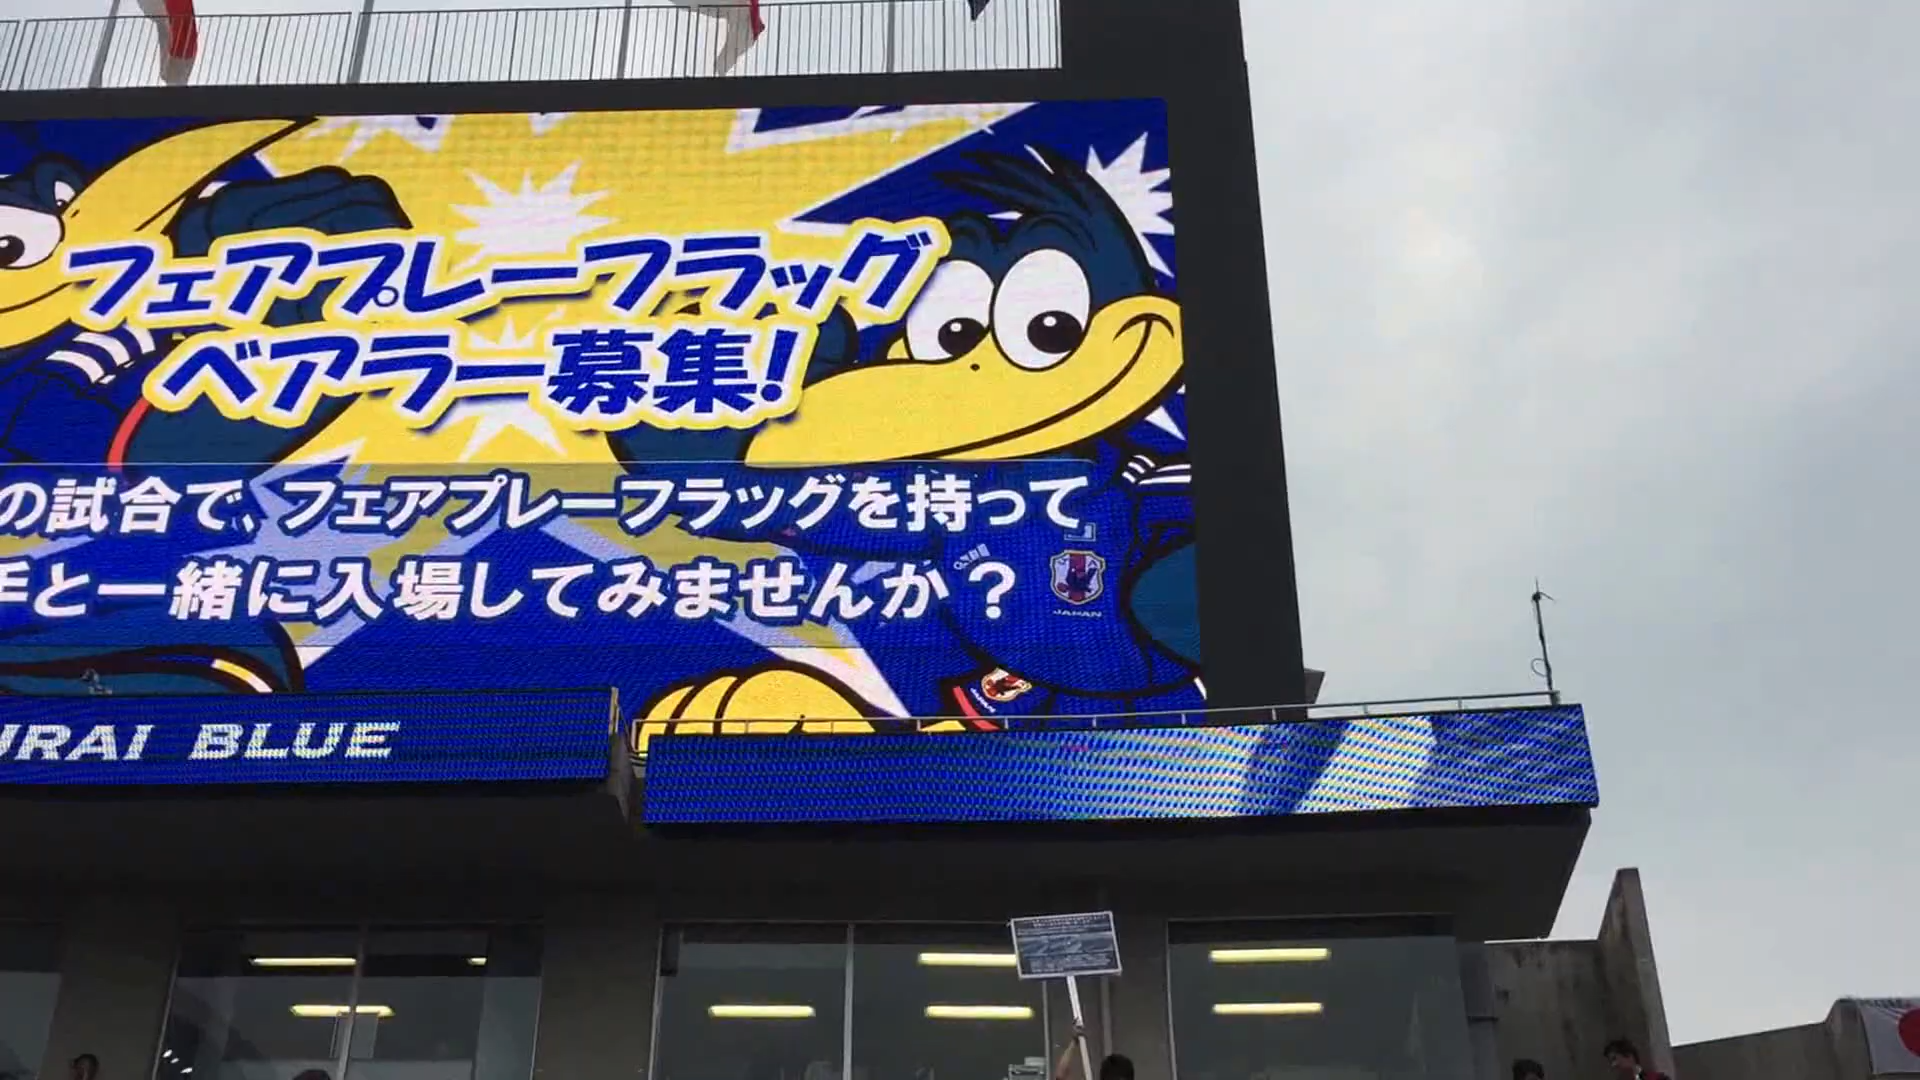 フェアプレーフラッグ
ベアラー募集!
の試合で、フェアプレーフラッグを持って
手と一緒に入場してみませんか？
JAPAN
JAPAN
URAI BLUE